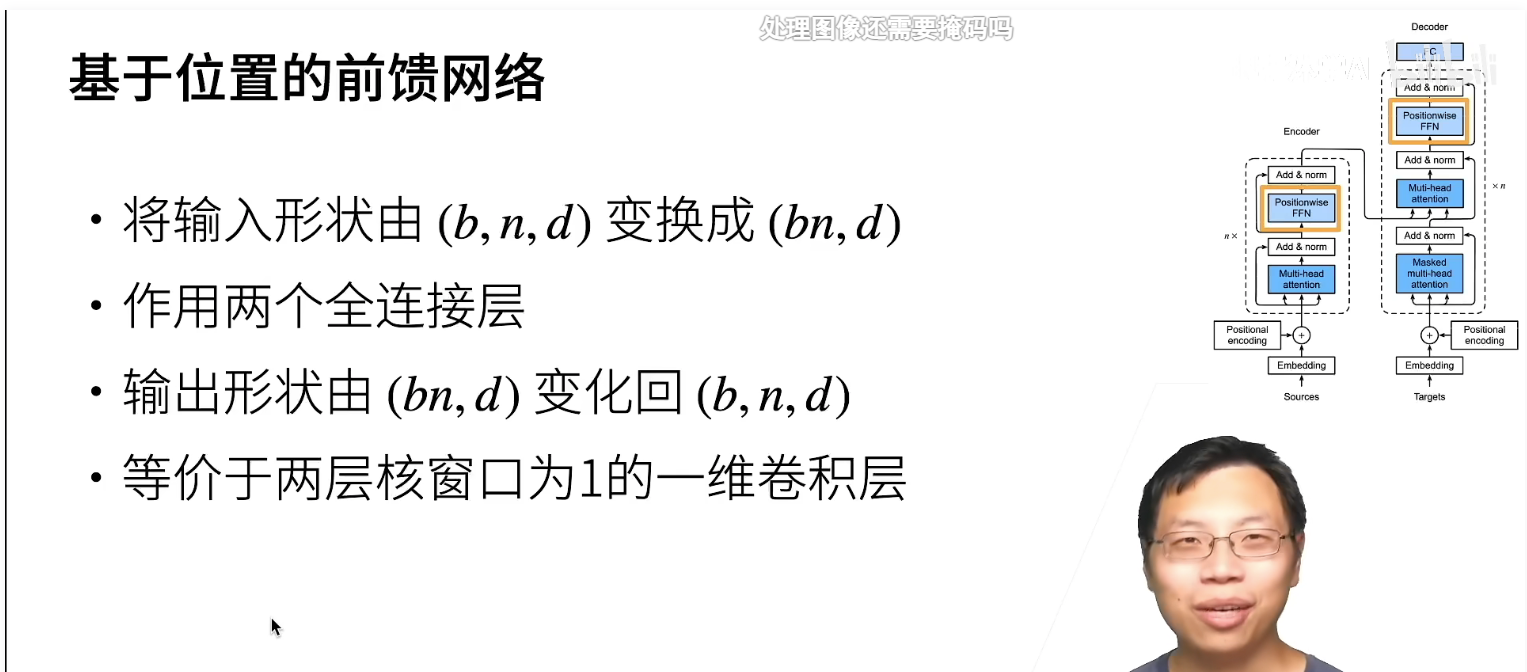 处理图像还需要掩码吗
基于位置的前馈网络
• 将输入形状由 (b, n, d) 变换成 (bn, d)
• 作用两个全连接层
• 输出形状由 (bn, d) 变化回 (b, n, d)
• 等价于两层核窗口为1的一维卷积层
Decoder
FC
Add & norm
Positionwise
FFN
Add & norm
Muti-head
attention
× n
Add & norm
Masked
multi-head
attention
Encoder
Add & norm
Positionwise
FFN
n ×
Add & norm
Multi-head
attention
Positional
encoding
+
Embedding
Sources
+
Positional
encoding
Embedding
Targets
bilibili